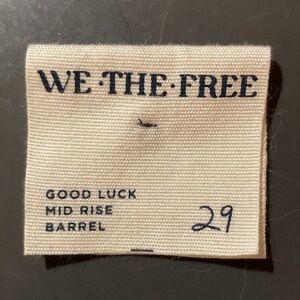 WE·THE·FREE
GOOD LUCK
MID RISE
BARREL
29